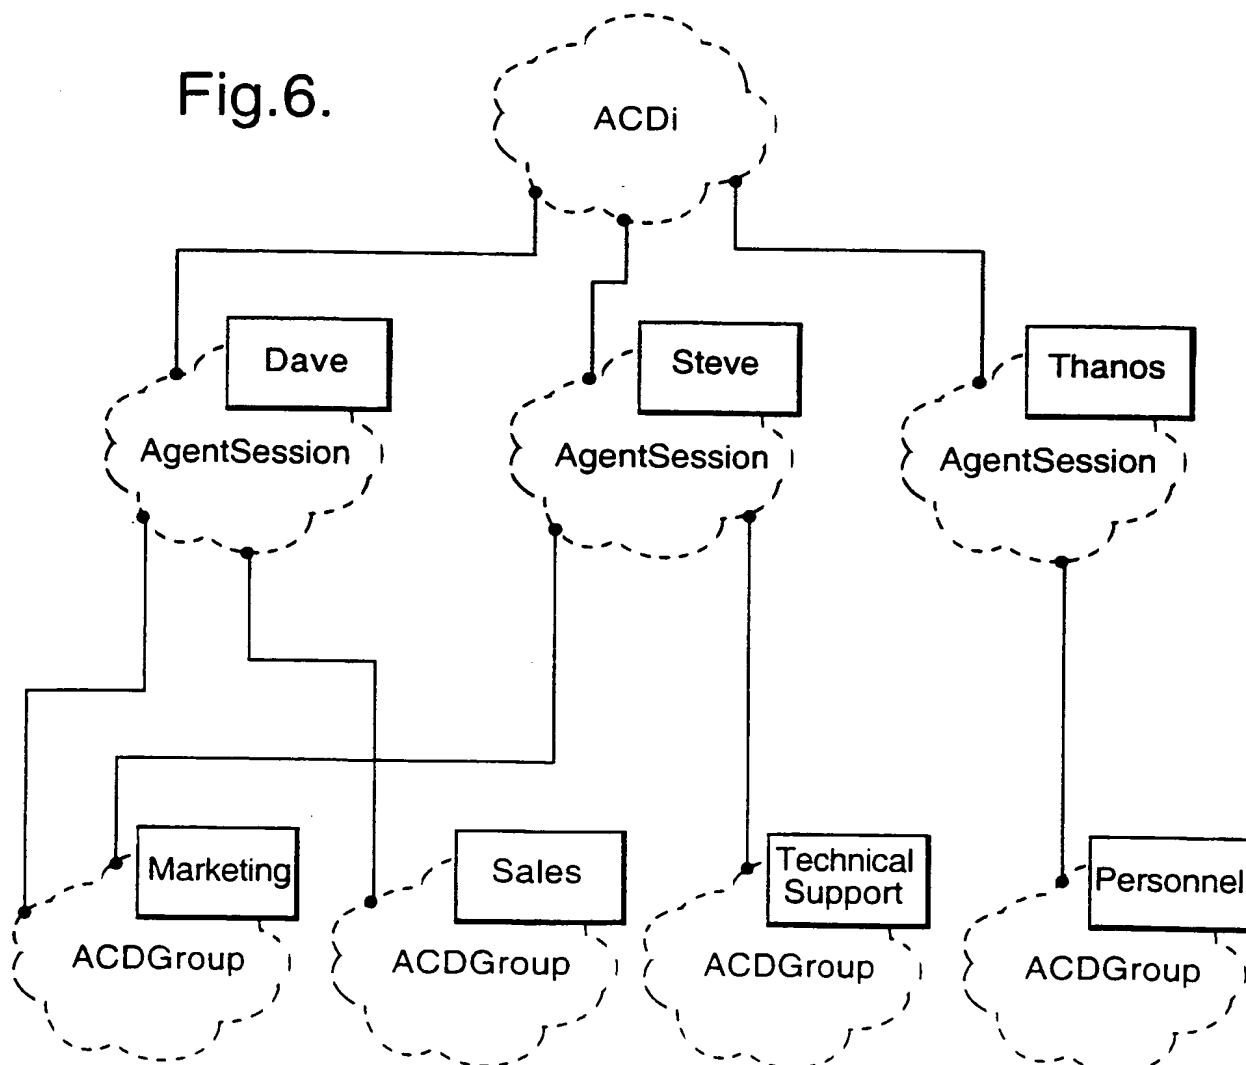 Fig.6.
ACDi
Dave
Steve
Thanos
AgentSession
AgentSession
AgentSession
Marketing
Sales
Technical
Support
Personnel
ACDGroup
ACDGroup
ACDGroup
ACDGroup